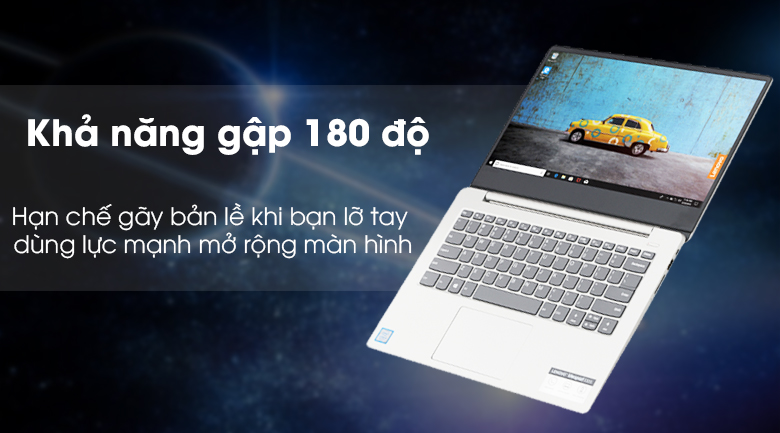 Khả năng gập 180 độ
Hạn chế gãy bản lề khi bạn lỡ tay
dùng lực mạnh mở rộng màn hình
Lenovo